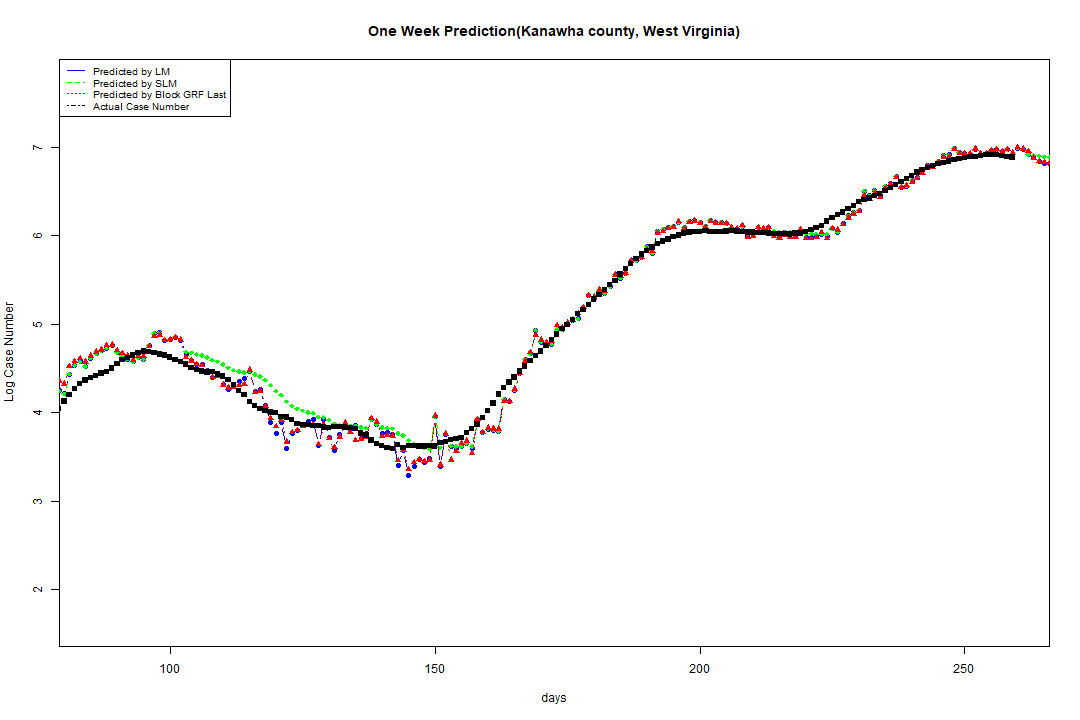 One Week Prediction(Kanawha county, West Virginia)
Predicted by LM
Predicted by SLM
Predicted by Block GRF Last
Actual Case Number
7
6
5
4
3
2
Log Case Number
100 150 200 250
days